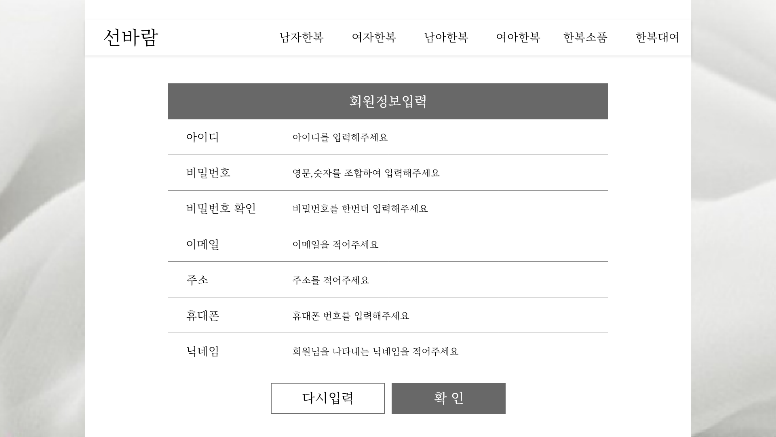 선바람
남자한복 여자한복 남아한복 여아한복 한복소품 한복대여
회원정보입력
아이디 아이디를 입력해주세요
비밀번호 영문,숫자를 조합하여 입력해주세요
비밀번호 확인 비밀번호를 한번더 입력해주세요
이메일 이메일을 적어주세요
주소 주소를 적어주세요
휴대폰 휴대폰 번호를 입력해주세요
닉네임 회원님을 나타내는 닉네임을 적어주세요
다시입력 확 인